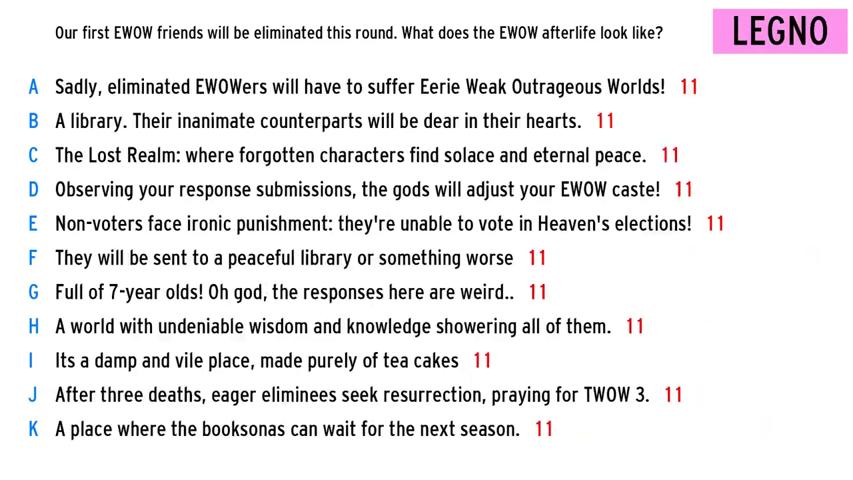 Our first EWOW friends will be eliminated this round. What does the EWOW afterlife look like?
LEGNO
A Sadly, eliminated EWOWers will have to suffer Eerie Weak Outrageous Worlds! 11
B A library. Their inanimate counterparts will be dear in their hearts. 11
C The Lost Realm: where forgotten characters find solace and eternal peace. 11
D Observing your response submissions, the gods will adjust your EWOW caste! 11
E Non-voters face ironic punishment: they're unable to vote in Heaven's elections! 11
F They will be sent to a peaceful library or something worse 11
G Full of 7-year olds! Oh god, the responses here are weird.. 11
H A world with undeniable wisdom and knowledge showering all of them. 11
I Its a damp and vile place, made purely of tea cakes 11
J After three deaths, eager eliminees seek resurrection, praying for TWOW 3. 11
K A place where the booksonas can wait for the next season. 11